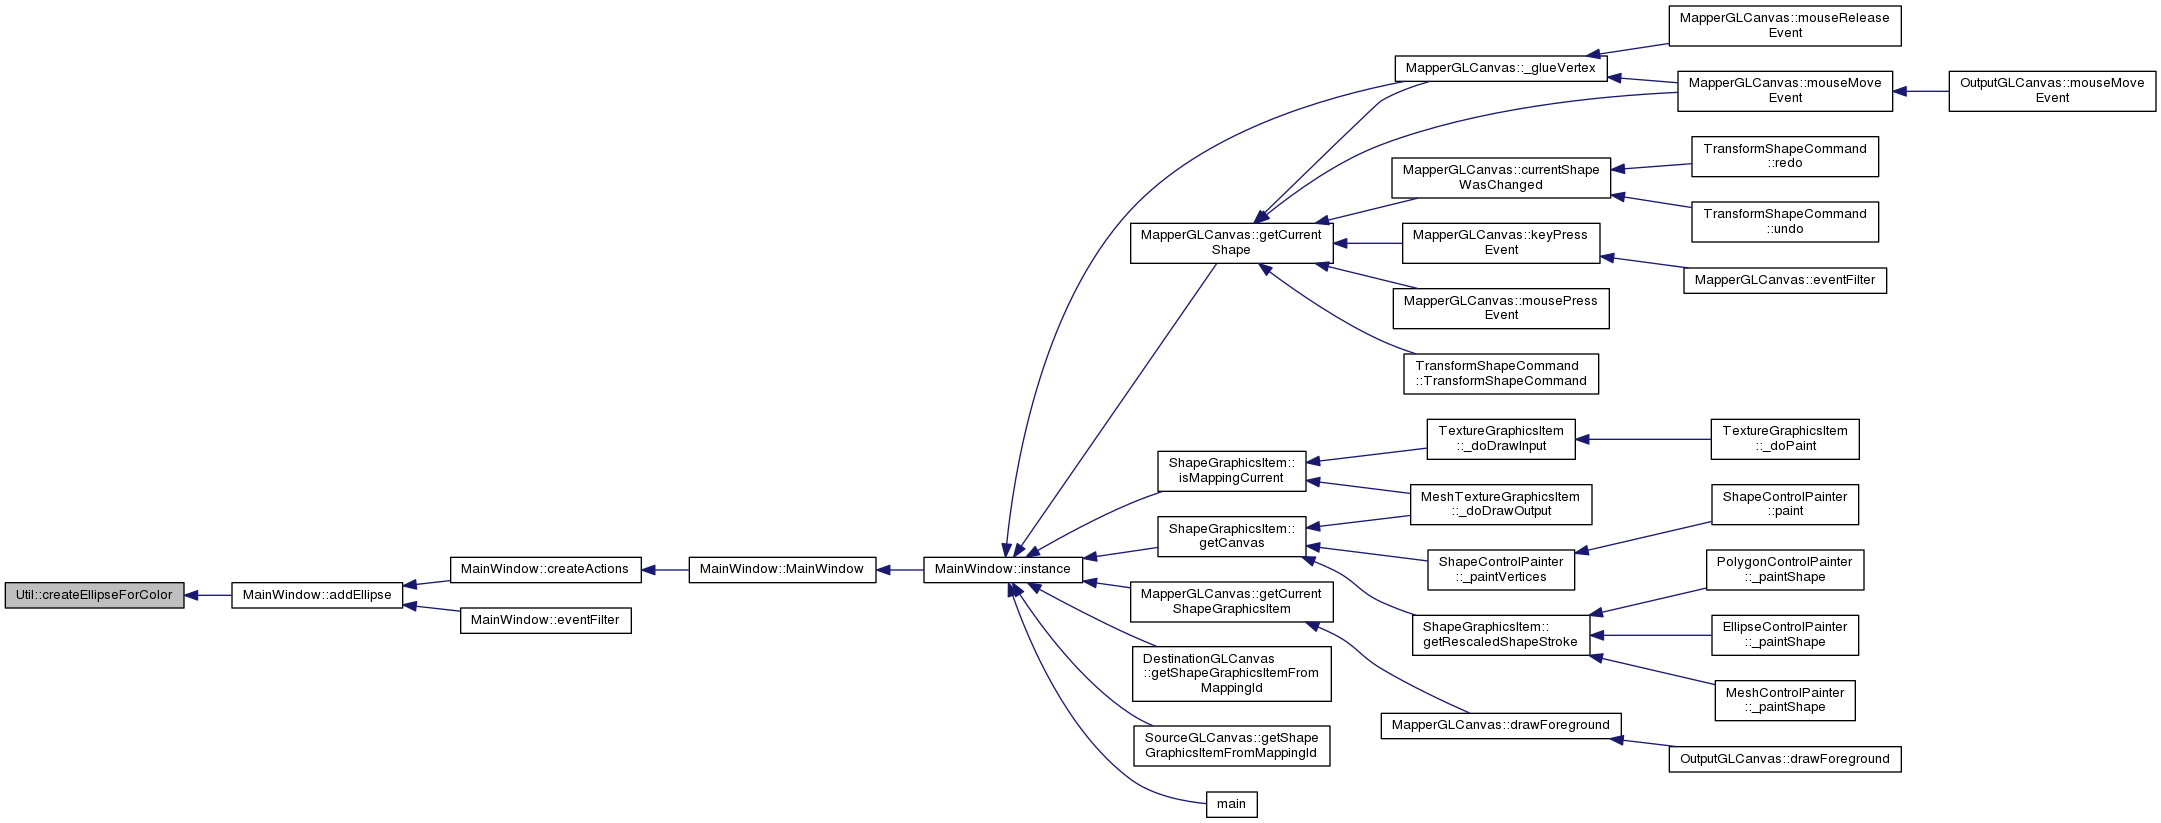 Util::createEllipseForColor
MainWindow::addEllipse
MainWindow::createActions
MainWindow::eventFilter
MainWindow::MainWindow
MainWindow::instance
MapperGLCanvas::_glueVertex
MapperGLCanvas::mouseRelease
Event
MapperGLCanvas::mouseMove
Event
OutputGLCanvas::mouseMove
Event
MapperGLCanvas::getCurrent
Shape
MapperGLCanvas::currentShape
WasChanged
TransformShapeCommand
::redo
TransformShapeCommand
::undo
MapperGLCanvas::keyPress
Event
MapperGLCanvas::eventFilter
MapperGLCanvas::mousePress
Event
TransformShapeCommand
::TransformShapeCommand
ShapeGraphicsItem::
isMappingCurrent
TextureGraphicsItem
::_doDrawInput
TextureGraphicsItem
::_doPaint
MeshTextureGraphicsItem
::_doDrawOutput
ShapeGraphicsItem::
getCanvas
ShapeControlPainter
::_paintVertices
ShapeControlPainter
::paint
ShapeGraphicsItem::
getRescaledShapeStroke
PolygonControlPainter
::_paintShape
EllipseControlPainter
::_paintShape
MeshControlPainter
::_paintShape
MapperGLCanvas::getCurrent
ShapeGraphicsItem
MapperGLCanvas::drawForeground
OutputGLCanvas::drawForeground
DestinationGLCanvas
::getShapeGraphicsItemFrom
MappingId
SourceGLCanvas::getShape
GraphicsItemFromMappingId
main